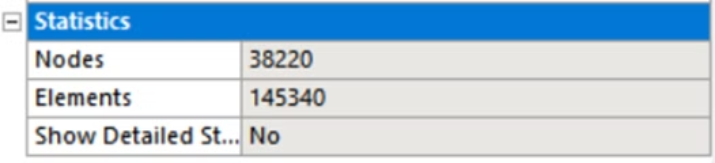 Statistics
Nodes 38220
Elements 145340
Show Detailed St... No